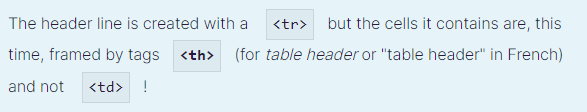 The header line is created with a <tr> but the cells it contains are, this
time, framed by tags <th> (for table header or "table header" in French)
and not <td> !